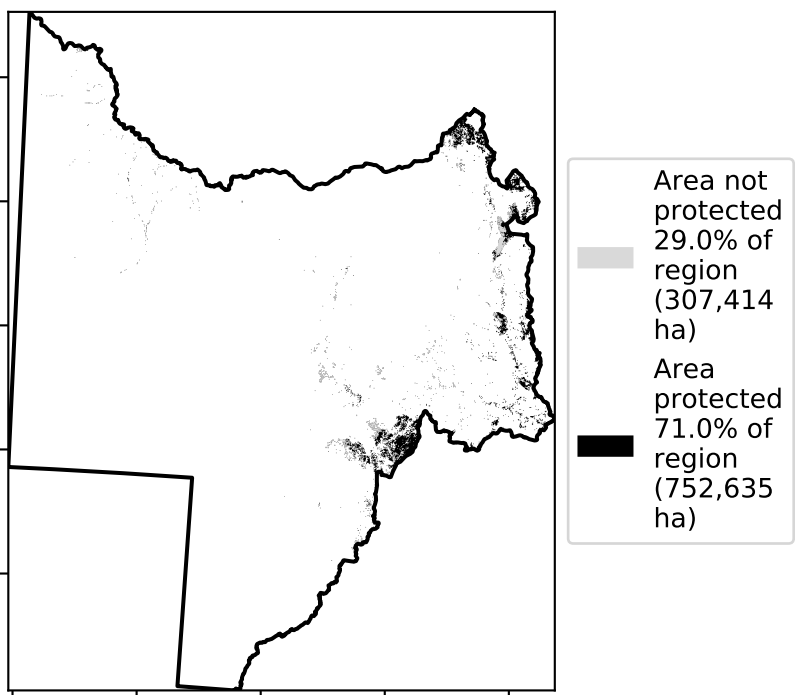 Area not
protected
29.0% of
region
(307,414
ha)
Area
protected
71.0% of
region
(752,635
ha)